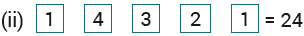 (ii) 1 4 3 2 1 = 24